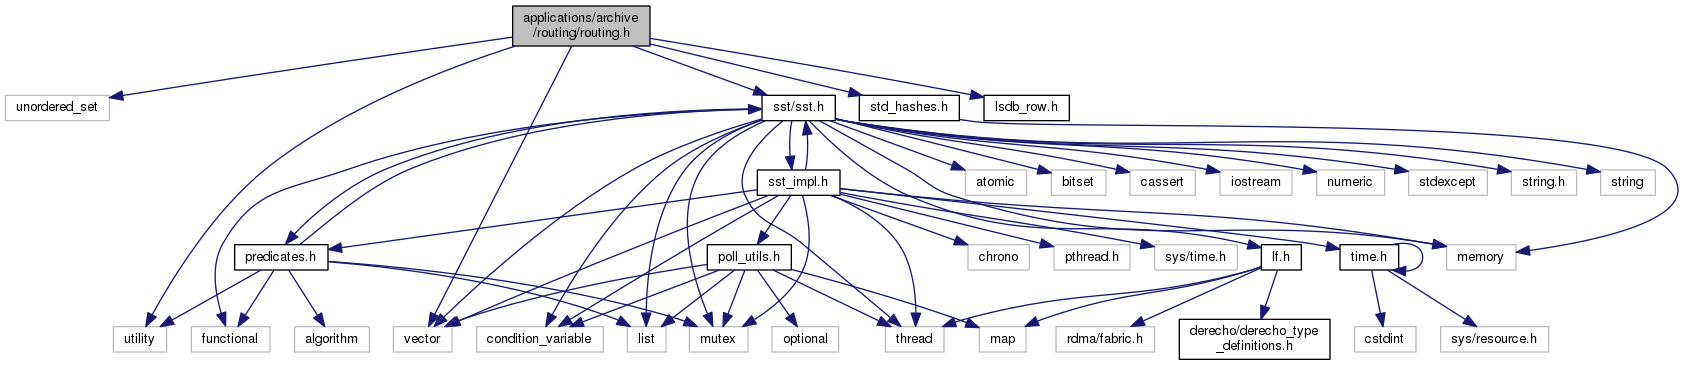 applications/archive
/routing/routing.h
unordered_set
sst/sst.h
std_hashes.h
lsdb_row.h
sst_impl.h
atomic
bitset
cassert
iostream
numeric
stdexcept
string.h
string
predicates.h
poll_utils.h
chrono
pthread.h
sys/time.h
lf.h
time.h
memory
utility
functional
algorithm
vector
condition_variable
list
mutex
optional
thread
map
rdma/fabric.h
derecho/derecho_type
_definitions.h
cstdint
sys/resource.h